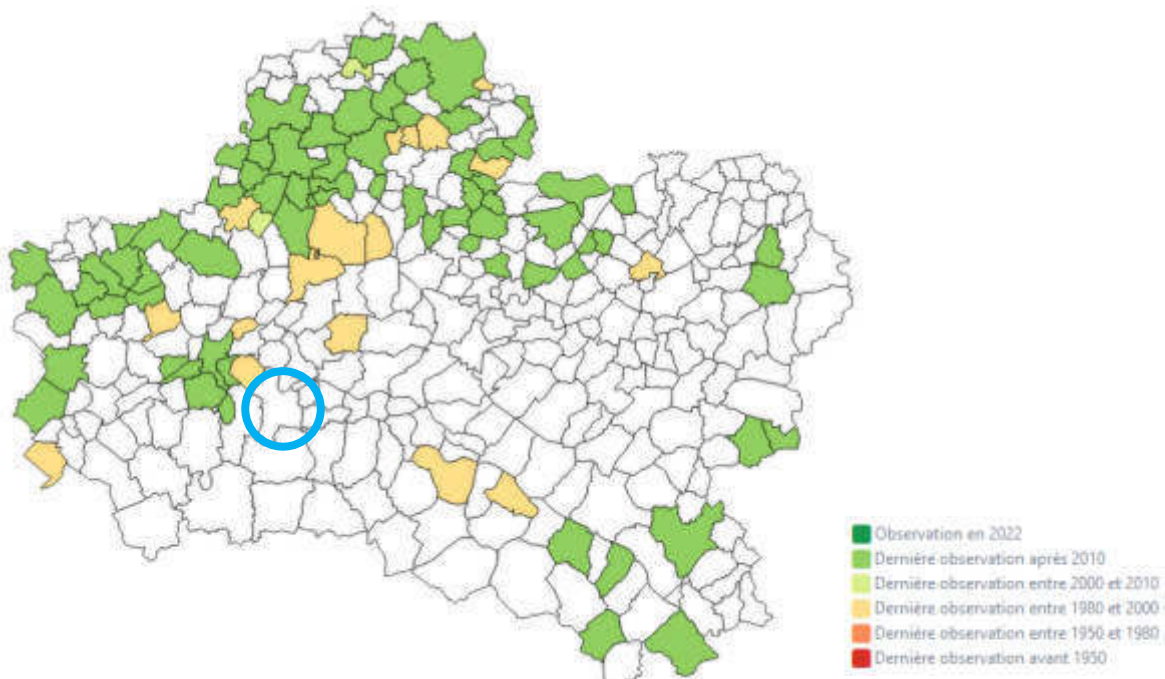 Observation en 2022
Dernière observation après 2010
Dernière observation entre 2000 et 2010
Dernière observation entre 1980 et 2000
Dernière observation entre 1950 et 1980
Dernière observation avant 1950